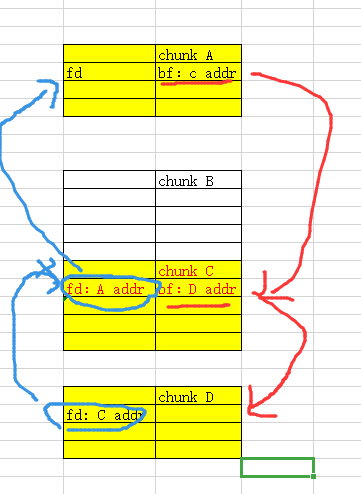 chunk A
fd bf: c addr
chunk B
chunk C
fd: A addr bf: D addr
chunk D
fd: C addr